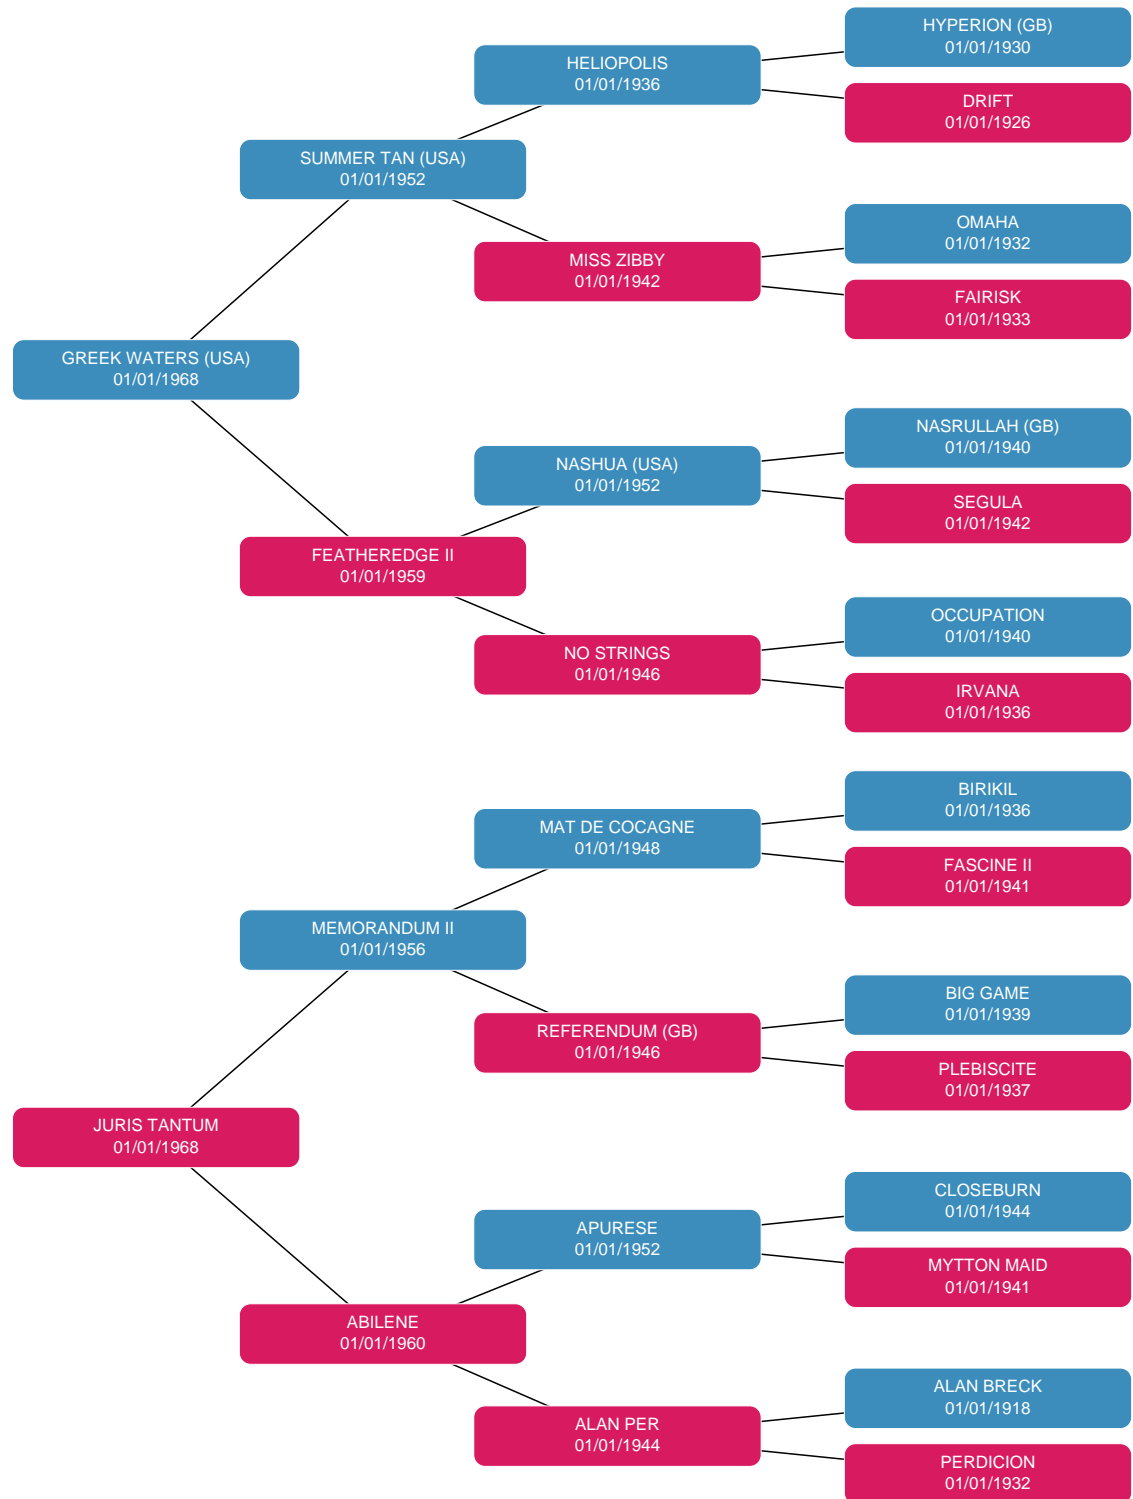 HYPERION (GB)
01/01/1930
HELIOPOLIS
01/01/1936
DRIFT
01/01/1926
SUMMER TAN (USA)
01/01/1952
OMAHA
01/01/1932
MISS ZIBBY
01/01/1942
FAIRISK
01/01/1933
GREEK WATERS (USA)
01/01/1968
NASRULLAH (GB)
01/01/1940
NASHUA (USA)
01/01/1952
SEGULA
01/01/1942
FEATHEREDGE II
01/01/1959
OCCUPATION
01/01/1940
NO STRINGS
01/01/1946
IRVANA
01/01/1936
BIRIKIL
01/01/1936
MAT DE COCAGNE
01/01/1948
FASCINE II
01/01/1941
MEMORANDUM II
01/01/1956
BIG GAME
01/01/1939
REFERENDUM (GB)
01/01/1946
PLEBISCITE
01/01/1937
JURIS TANTUM
01/01/1968
CLOSEBURN
01/01/1944
APURESE
01/01/1952
MYTTON MAID
01/01/1941
ABILENE
01/01/1960
ALAN BRECK
01/01/1918
ALAN PER
01/01/1944
PERDICION
01/01/1932